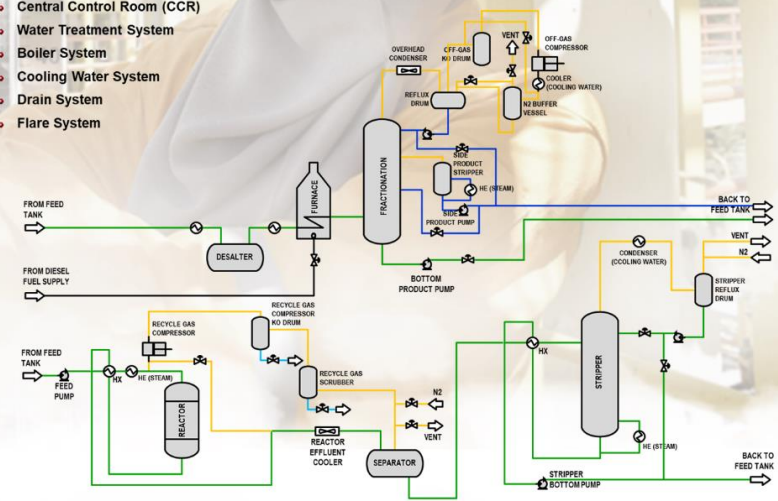 Central Control Room (CCR)
Water Treatment System
Boiler System
Cooling Water System
Drain System
Flare System
OVERHEAD
CONDENSER
OFF-GAS
KO DRUM
VENT
OFF-GAS
COMPRESSOR
COOLER
(COOLING WATER)
REFLUX
DRUM
N2 BUFFER
VESSEL
FRACTIONATION
SIDE
PRODUCT
STRIPPER
HE (STEAM)
SIDE
PRODUCT PUMP
FURNACE
FROM FEED
TANK
DESALTER
BACK TO
FEED TANK
BOTTOM
PRODUCT PUMP
FROM DIESEL
FUEL SUPPLY
VENT
N2
CONDENSER
(CCOLING WATER)
STRIPPER
REFLUX
DRUM
RECYCLE GAS
COMPRESSOR
KO DRUM
RECYCLE GAS
COMPRESSOR
FROM FEED
TANK
FEED
PUMP
HX
HE (STEAM)
RECYCLE GAS
SCRUBBER
REACTOR
N2
VENT
REACTOR
EFFLUENT
COOLER
SEPARATOR
HX
STRIPPER
HE (STEAM)
STRIPPER
BOTTOM PUMP
BACK TO
FEED TANK